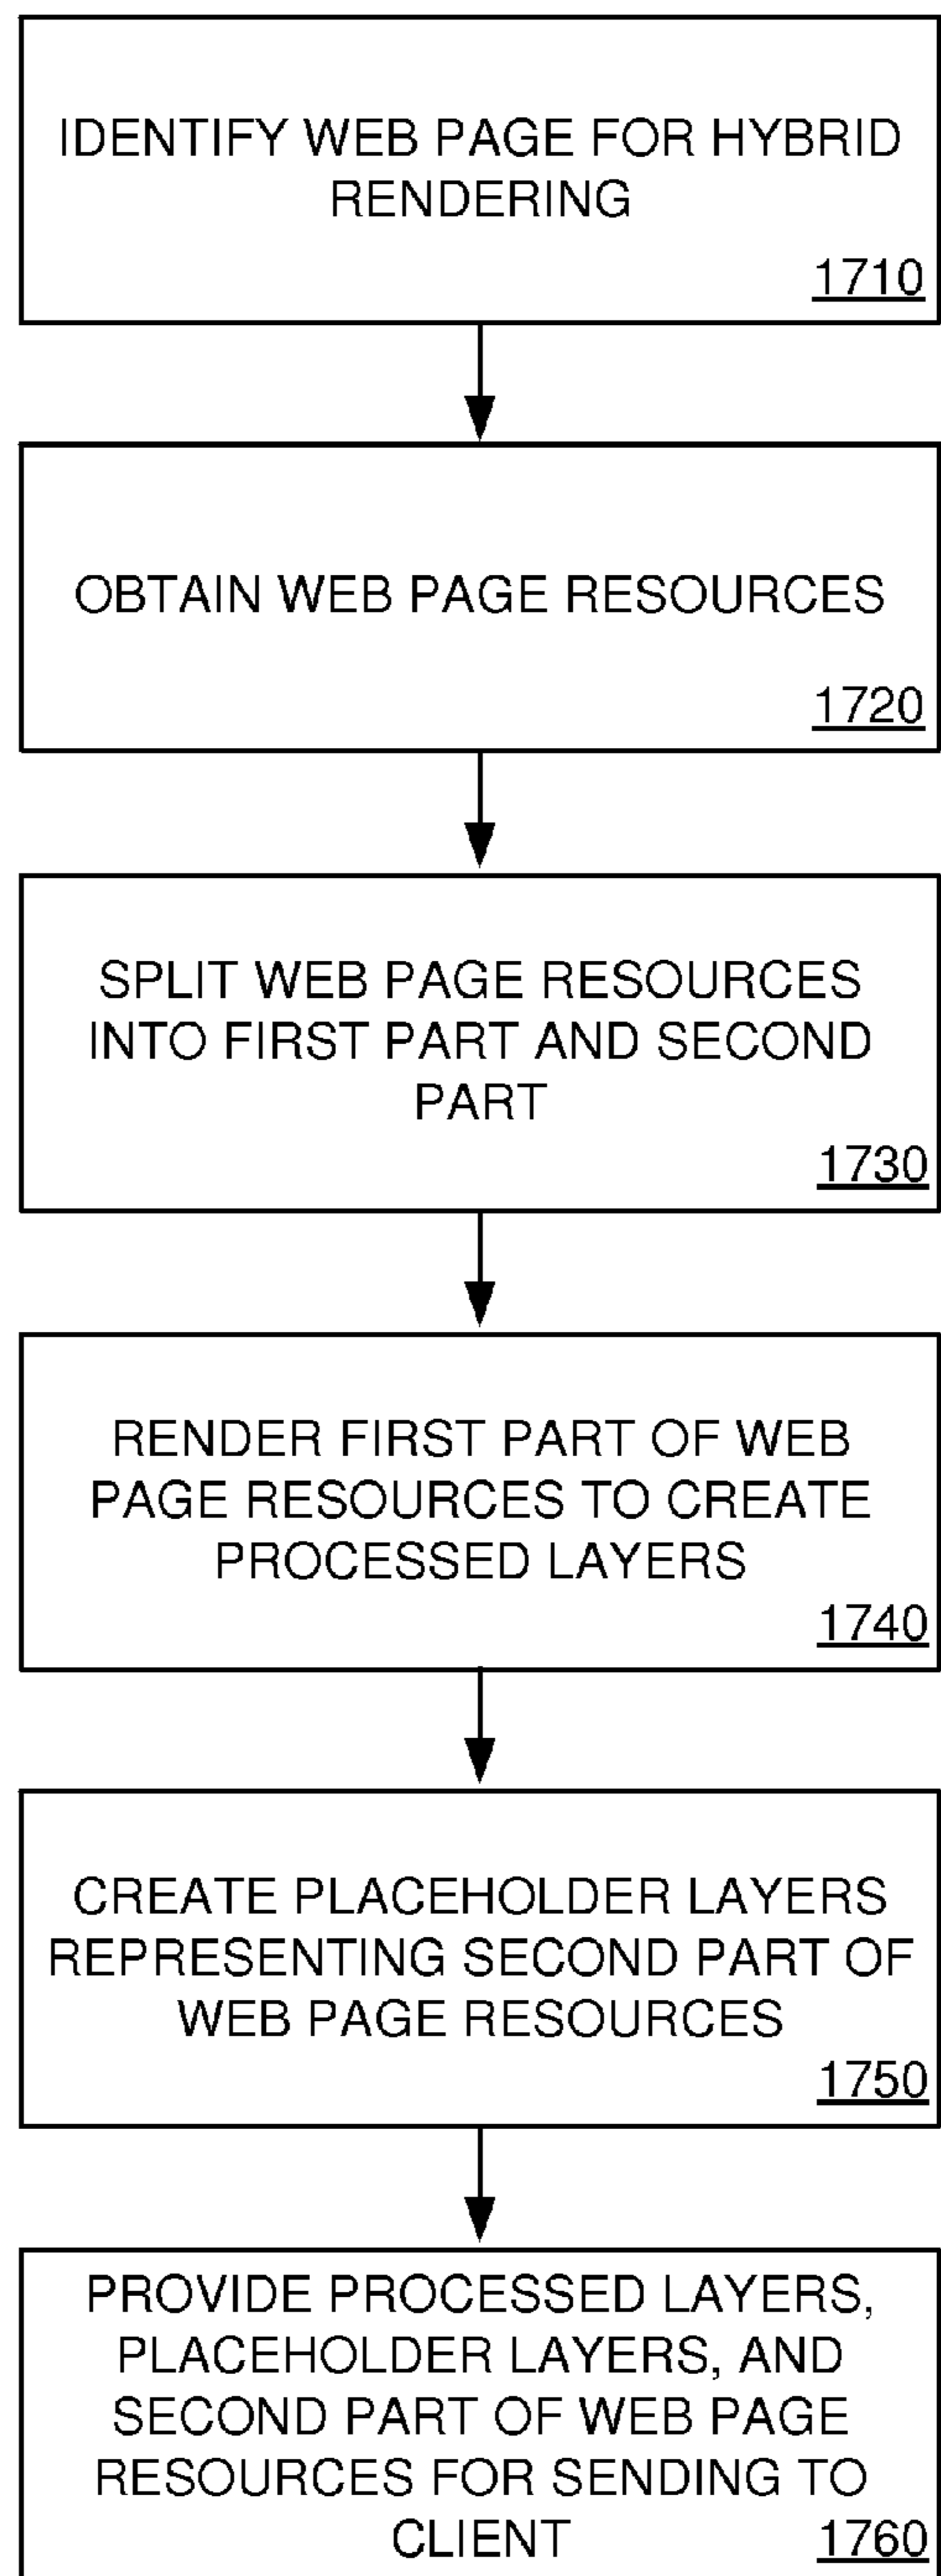 IDENTIFY WEB PAGE FOR HYBRID
RENDERING
1710
OBTAIN WEB PAGE RESOURCES
1720
SPLIT WEB PAGE RESOURCES
INTO FIRST PART AND SECOND
PART
1730
RENDER FIRST PART OF WEB
PAGE RESOURCES TO CREATE
PROCESSED LAYERS
1740
CREATE PLACEHOLDER LAYERS
REPRESENTING SECOND PART OF
WEB PAGE RESOURCES
1750
PROVIDE PROCESSED LAYERS,
PLACEHOLDER LAYERS, AND
SECOND PART OF WEB PAGE
RESOURCES FOR SENDING TO
CLIENT 1760